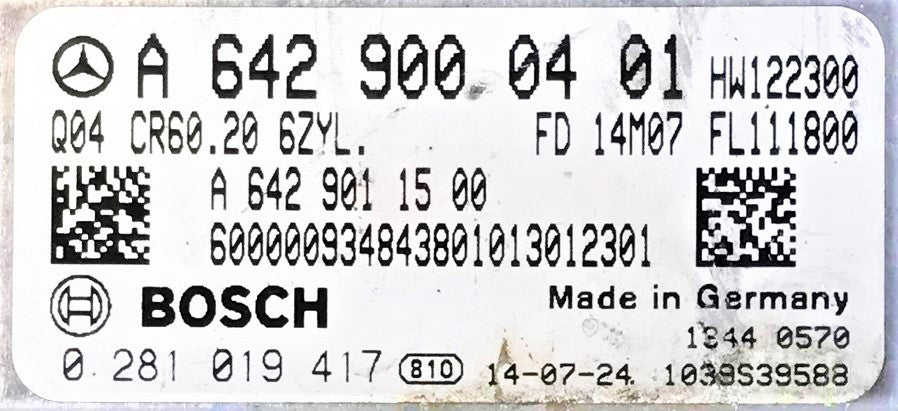 A 642 900 04 01 HW122300
Q04 CR60.20 6ZYL. FD 14M07 FL111800
A 642 901 15 00
600000934843801013012301
BOSCH Made in Germany
1344 0570
0 281 019 417 810 14-07-24 1039S39588